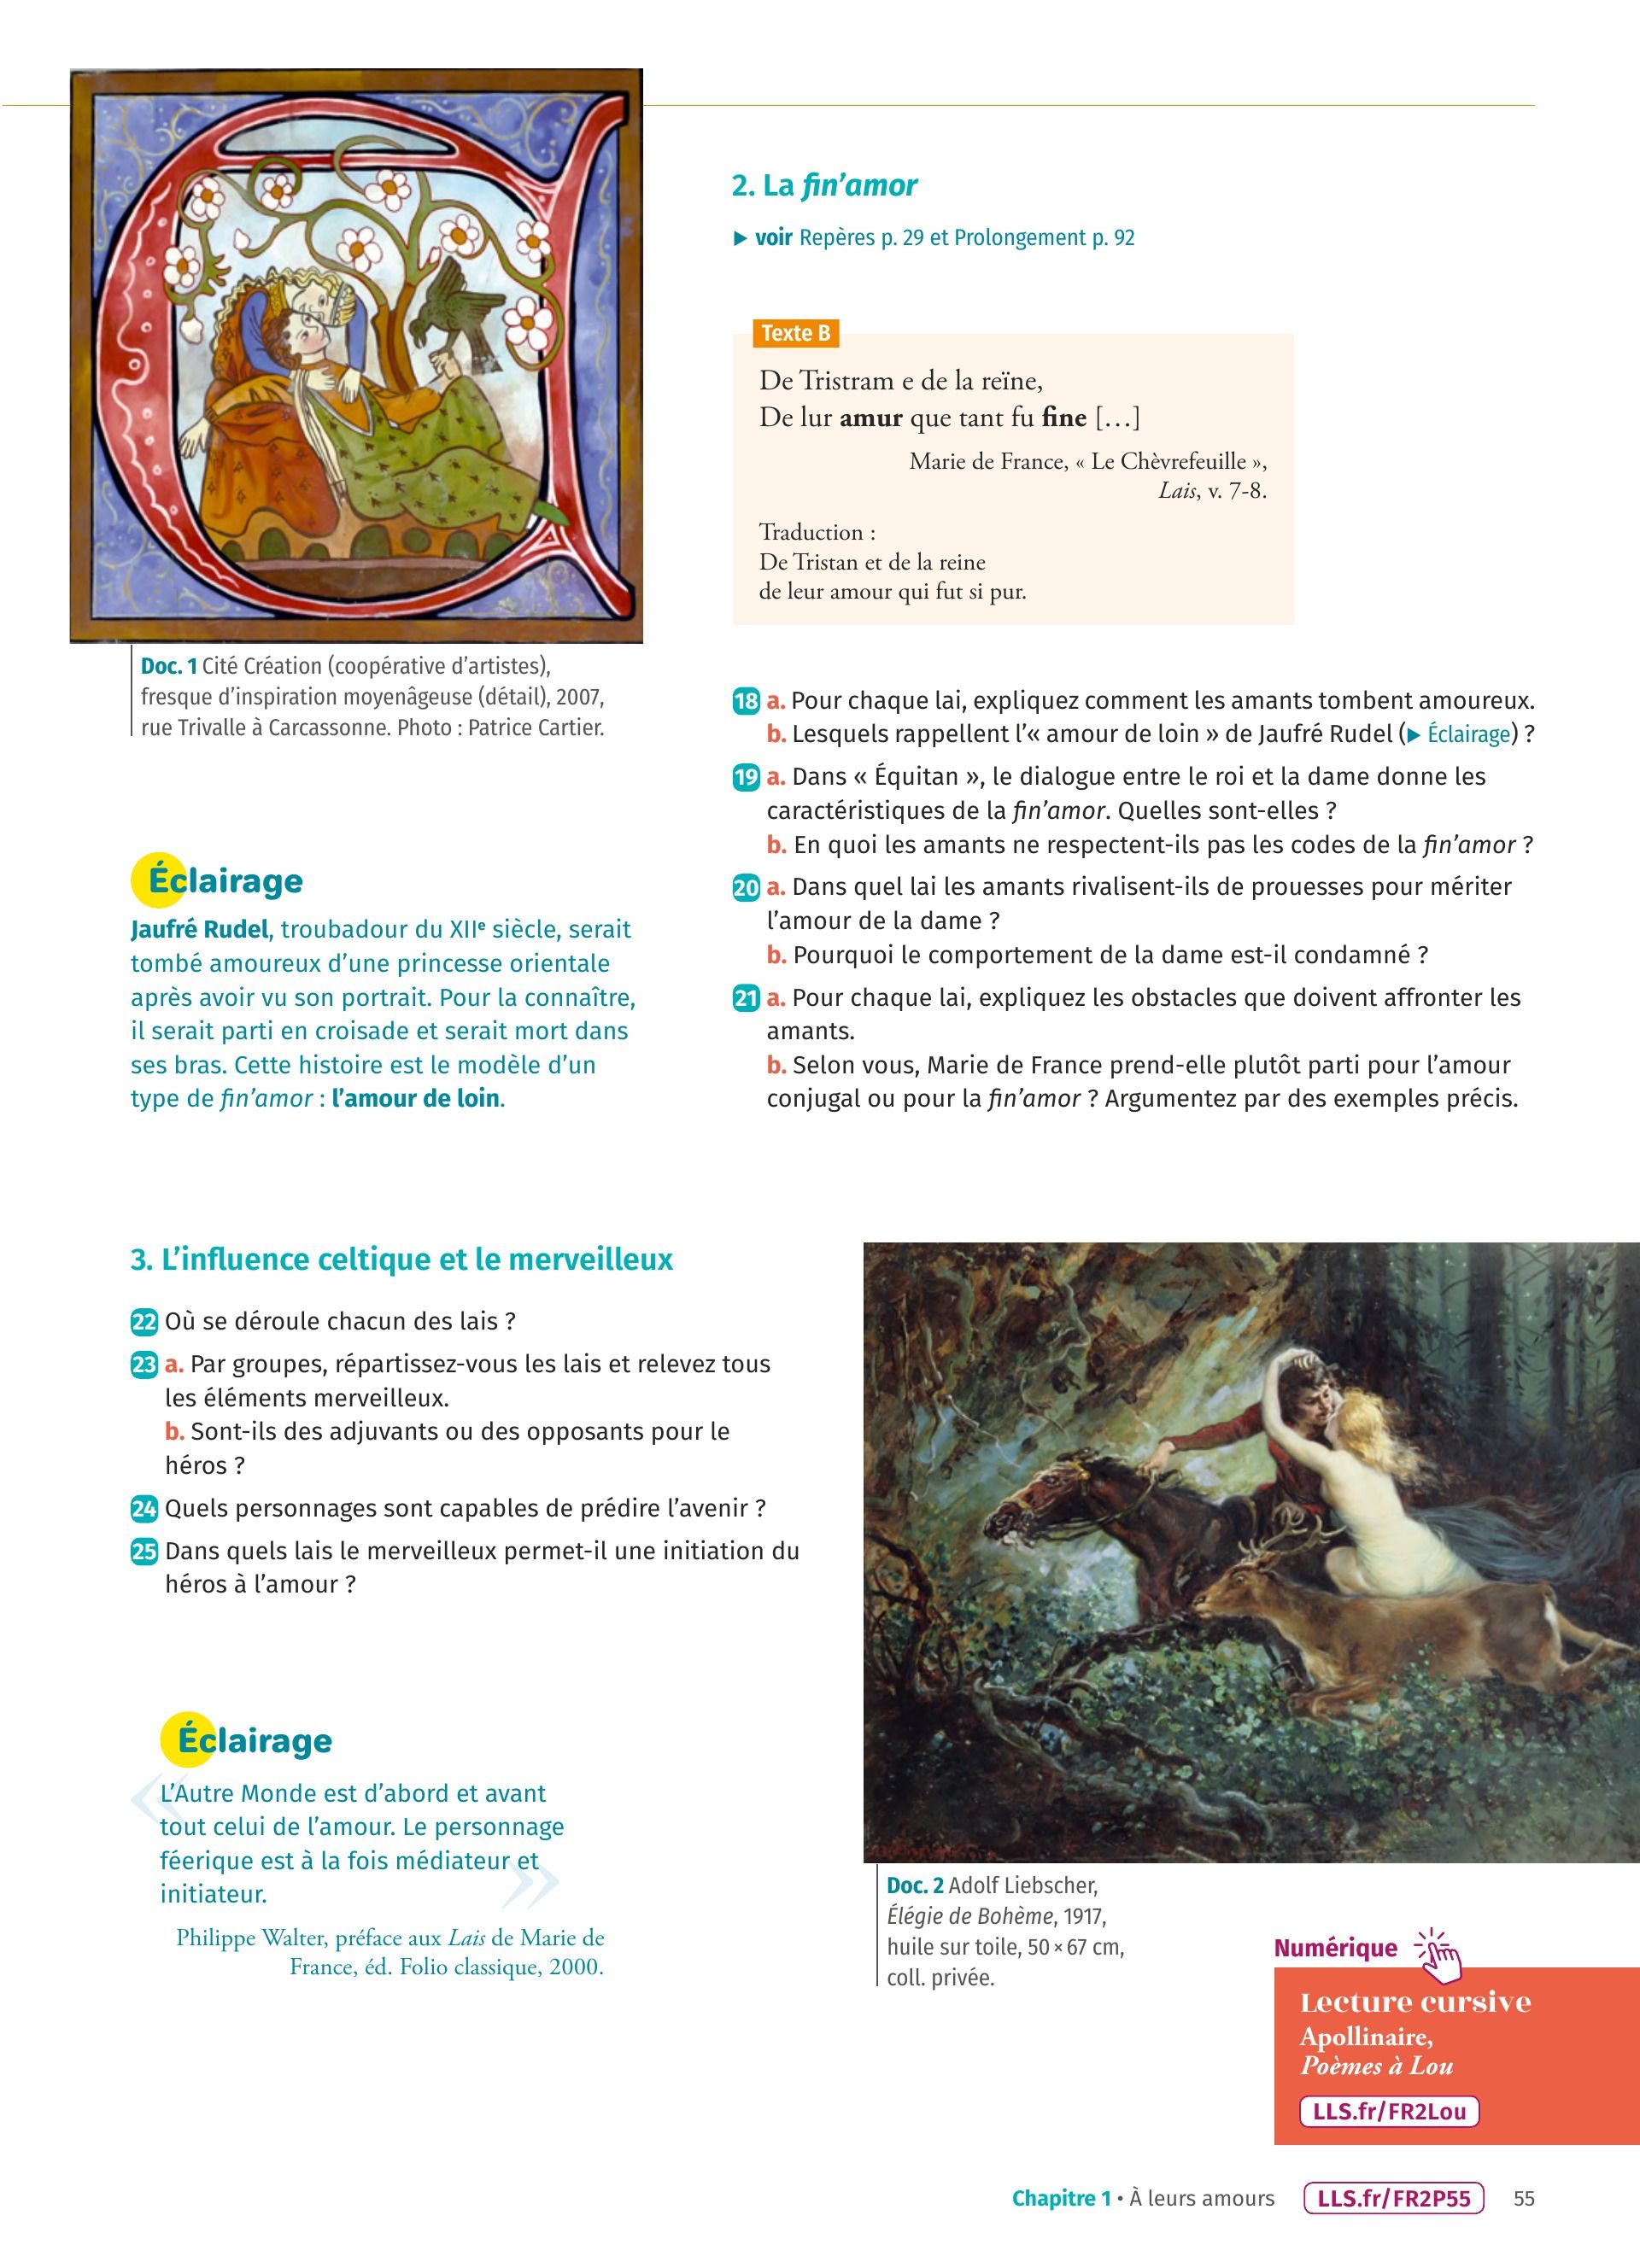 Doc. 1 Cité Création (coopérative d’artistes),
fresque d’inspiration moyenâgeuse (détail), 2007,
rue Trivalle à Carcassonne. Photo : Patrice Cartier.
Éclairage
Jaufré Rudel, troubadour du XIIe siècle, serait
tombé amoureux d’une princesse orientale
après avoir vu son portrait. Pour la connaître,
il serait parti en croisade et serait mort dans
ses bras. Cette histoire est le modèle d’un
type de fin’amor : l’amour de loin.
2. La fin’amor
▶ voir Repères p. 29 et Prolongement p. 92
Texte B
De Tristram e de la reïne,
De lur amur que tant fu fine […]
Marie de France, « Le Chèvrefeuille »,
Lais, v. 7-8.
Traduction :
De Tristan et de la reine
de leur amour qui fut si pur.
18 a. Pour chaque lai, expliquez comment les amants tombent amoureux.
b. Lesquels rappellent l’« amour de loin » de Jaufré Rudel (▶ Éclairage) ?
19 a. Dans « Équitan », le dialogue entre le roi et la dame donne les
caractéristiques de la fin’amor. Quelles sont-elles ?
b. En quoi les amants ne respectent-ils pas les codes de la fin’amor ?
20 a. Dans quel lai les amants rivalisent-ils de prouesses pour mériter
l’amour de la dame ?
b. Pourquoi le comportement de la dame est-il condamné ?
21 a. Pour chaque lai, expliquez les obstacles que doivent affronter les
amants.
b. Selon vous, Marie de France prend-elle plutôt parti pour l’amour
conjugal ou pour la fin’amor ? Argumentez par des exemples précis.
3. L’influence celtique et le merveilleux
22 Où se déroule chacun des lais ?
23 a. Par groupes, répartissez-vous les lais et relevez tous
les éléments merveilleux.
b. Sont-ils des adjuvants ou des opposants pour le
héros ?
24 Quels personnages sont capables de prédire l’avenir ?
25 Dans quels lais le merveilleux permet-il une initiation du
héros à l’amour ?
Éclairage
« L’Autre Monde est d’abord et avant
tout celui de l’amour. Le personnage
féerique est à la fois médiateur et
initiateur. »
Philippe Walter, préface aux Lais de Marie de
France, éd. Folio classique, 2000.
Doc. 2 Adolf Liebscher,
Élégie de Bohème, 1917,
huile sur toile, 50 × 67 cm,
coll. privée.
Numérique
Lecture cursive
Apollinaire,
Poèmes à Lou
LLS.fr/FR2Lou
Chapitre 1 • À leurs amours LLS.fr/FR2P55 55